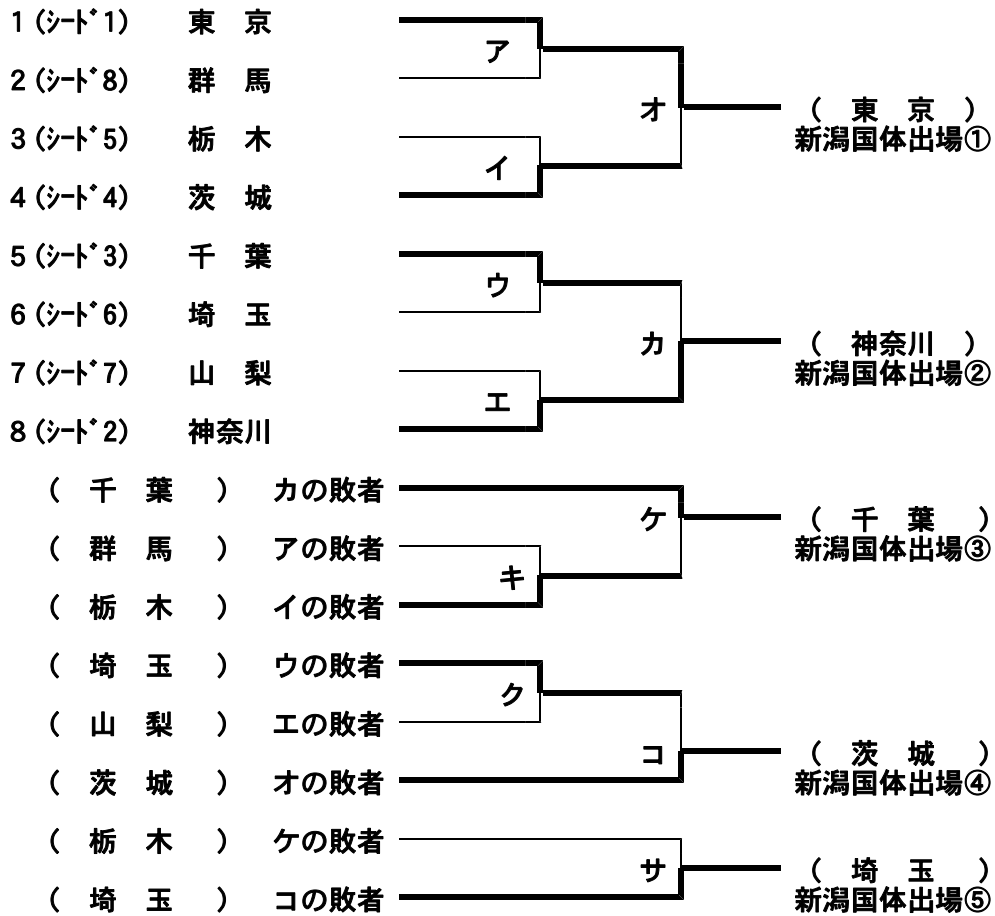 1 (ｼｰﾄﾞ1) 東 京
ア
2 (ｼｰﾄﾞ8) 群 馬
オ
( 東 京 )
新潟国体出場①
3 (ｼｰﾄﾞ5) 栃 木
イ
4 (ｼｰﾄﾞ4) 茨 城
5 (ｼｰﾄﾞ3) 千 葉
ウ
6 (ｼｰﾄﾞ6) 埼 玉
カ
( 神奈川 )
新潟国体出場②
7 (ｼｰﾄﾞ7) 山 梨
エ
8 (ｼｰﾄﾞ2) 神奈川
( 千 葉 ) カの敗者
ケ
( 千 葉 )
新潟国体出場③
( 群 馬 ) アの敗者
キ
( 栃 木 ) イの敗者
( 埼 玉 ) ウの敗者
ク
( 山 梨 ) エの敗者
コ
( 茨 城 )
新潟国体出場④
( 茨 城 ) オの敗者
( 栃 木 ) ケの敗者
サ
( 埼 玉 )
新潟国体出場⑤
( 埼 玉 ) コの敗者